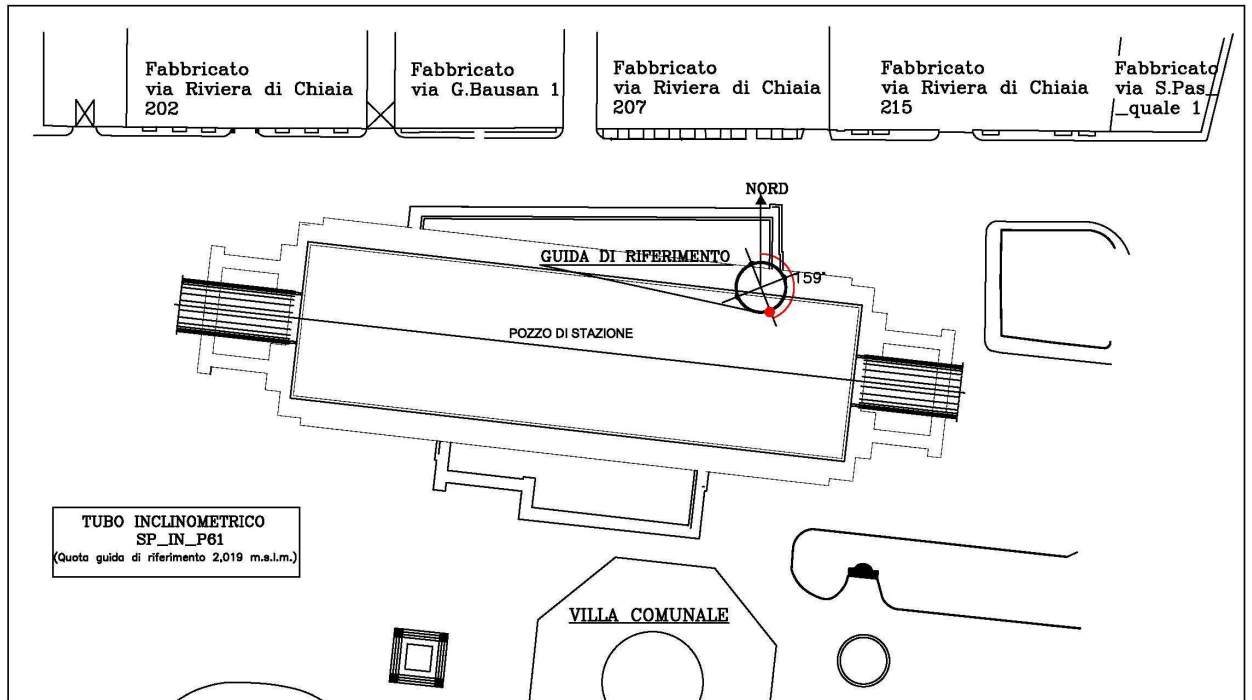 Fabbricato
via Riviera di Chiaia
202
Fabbricato
via G.Bausan 1
Fabbricato
via Riviera di Chiaia
207
Fabbricato
via Riviera di Chiaia
215
Fabbricato
via S.Pas_
_quale 1
NORD
GUIDA DI RIFERIMENTO
159°
POZZO DI STAZIONE
TUBO INCLINOMETRICO
SP_IN_P61
(Quota guida di riferimento 2,019 m.s.l.m.)
VILLA COMUNALE